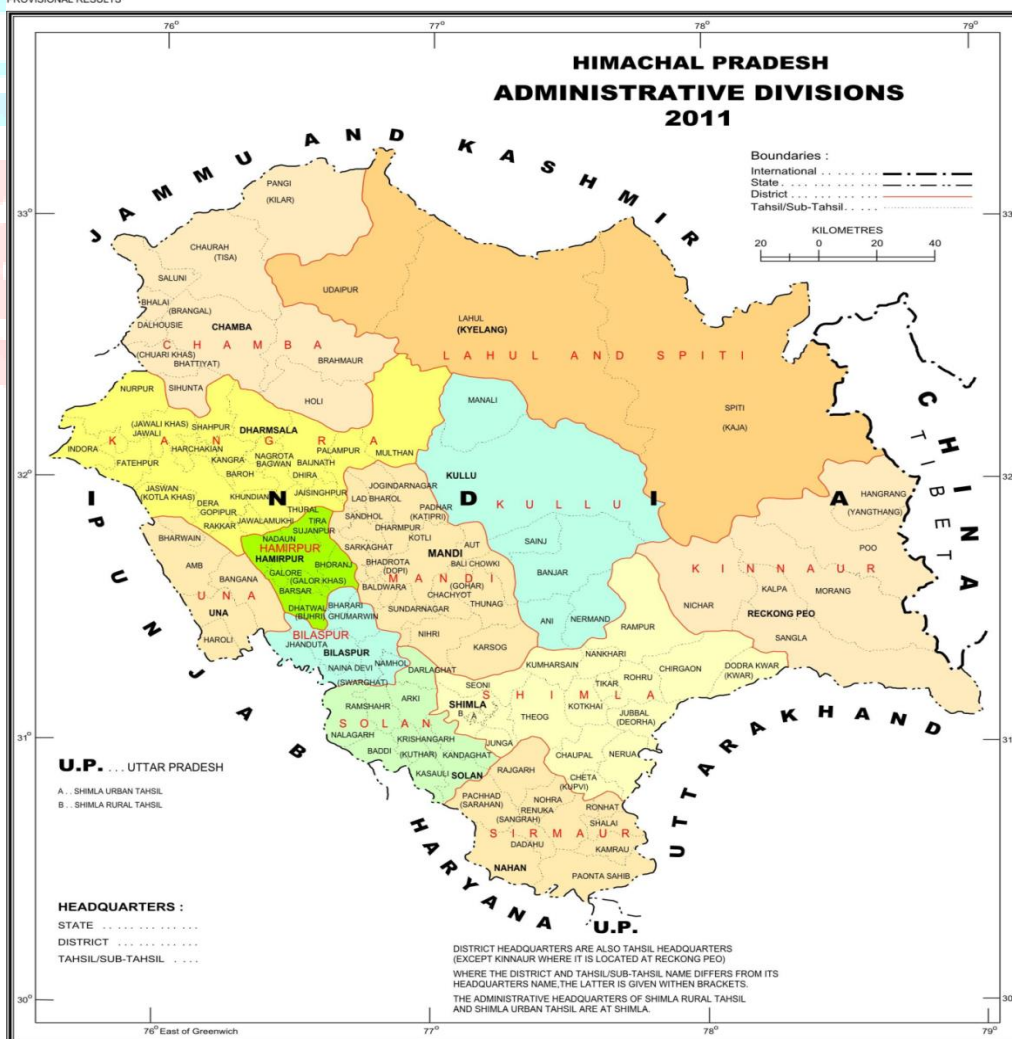 PROVISIONAL RESULTS
76°
77°
78°
79°
HIMACHAL PRADESH
ADMINISTRATIVE DIVISIONS
2011
JAMMU AND KASHMIR
Boundaries :
International . . . . . . .
State . . . . . . . . . . . . .
District . . . . . . . . . . .
Tahsil/Sub-Tahsil . . . .
KILOMETRES
20 0 20 40
33°
33
PANGI
(KILAR)
CHAURAH
(TISA)
SALUNI
BHALAI
(BRANGAL)
DALHOUSIE
CHAMBA
CHAMBA
(CHUARI KHAS)
BHATTIYAT
BRAHMAUR
SIHUNTA
HOLI
UDAIPUR
LAHUL
(KYELANG)
LAHUL AND SPITI
SPITI
(KAJA)
CHINA
(TIBET)
NURPUR
(JAWALI KHAS)
JAWALI
SHAHPUR
DHARMSALA
KANGRA
INDORA
HARCHAKIAN
FATEHPUR
KANGRA
NAGROTA
BAGWAN
PALAMPUR
BAIJNATH
MULTHAN
BAROH
DHIRA
JASWAN
(KOTLA KHAS)
DERA
GOPIPUR
KHUNDIAN
JAISINGHPUR
THURAL
RAKKAR
JAWALAMUKHI
32°
32
INDIA
MANALI
KULLU
KULLU
SAINJ
BANJAR
ANI
NERMAND
HANGRANG
(YANGTHANG)
POO
KINNAUR
KALPA
MORANG
NICHAR
RECKONG PEO
SANGLA
JOGINDARNAGAR
LAD BHAROL
PADHAR
(KATIPRI)
SANDHOL
DHARMPUR
KOTLI
SARKAGHAT
MANDI
AUT
BHADROTA
(DOPI)
BALI CHOWKI
MANDI
(GOHAR)
BALDWARA
CHACHYOT
THUNAG
SUNDARNAGAR
NIHRI
KARSOG
TIRA
SUJANPUR
NADAUN
HAMIRPUR
HAMIRPUR
BHORANJ
GALORE
(GALOR KHAS)
BARSAR
DHATWAL
(BIJHRI)
BHARWAIN
AMB
BANGANA
UNA
UNA
HAROLI
BHARARI
GHUMARWIN
BILASPUR
JHANDUTA
BILASPUR
NAINA DEVI
NAMHOL
(SWARGHAT)
PUNJAB
DARLAGHAT
ARKI
RAMSHAHR
SOLAN
NALAGARH
KRISHANGARH
BADDI
(KUTHAR)
KANDAGHAT
KASAULI
SOLAN
RAMPUR
NANKHARI
KUMHARSAIN
CHIRGAON
DODRA KWAR
(KWAR)
SEONI
TIKAR
ROHRU
SHIMLA
SHIMLA
B
A
THEOG
KOTKHAI
JUBBAL
(DEORHA)
JUNGA
CHAUPAL
NERUA
CHETA
(KUPVI)
31°
31
UTTARAKHAND
RAJGARH
PACHHAD
(SARAHAN)
NOHRA
RENUKA
(SANGRAH)
RONHAT
SHALAI
SIRMAUR
DADAHU
KAMRAU
NAHAN
PAONTA SAHIB
HARYANA
U.P.
U.P. . . . UTTAR PRADESH
A . . SHIMLA URBAN TAHSIL
B . . SHIMLA RURAL TAHSIL
HEADQUARTERS :
STATE . . . . . . . . . . . . . .
DISTRICT . . . . . . . . . . . .
TAHSIL/SUB-TAHSIL . . . .
DISTRICT HEADQUARTERS ARE ALSO TAHSIL HEADQUARTERS
(EXCEPT KINNAUR WHERE IT IS LOCATED AT RECKONG PEO)
WHERE THE DISTRICT AND TAHSIL/SUB-TAHSIL NAME DIFFERS FROM ITS
HEADQUARTERS NAME,THE LATTER IS GIVEN WITHEN BRACKETS.
THE ADMINISTRATIVE HEADQUARTERS OF SHIMLA RURAL TAHSIL
AND SHIMLA URBAN TAHSIL ARE AT SHIMLA.
30°
30
76° East of Greenwich
77°
78°
79°